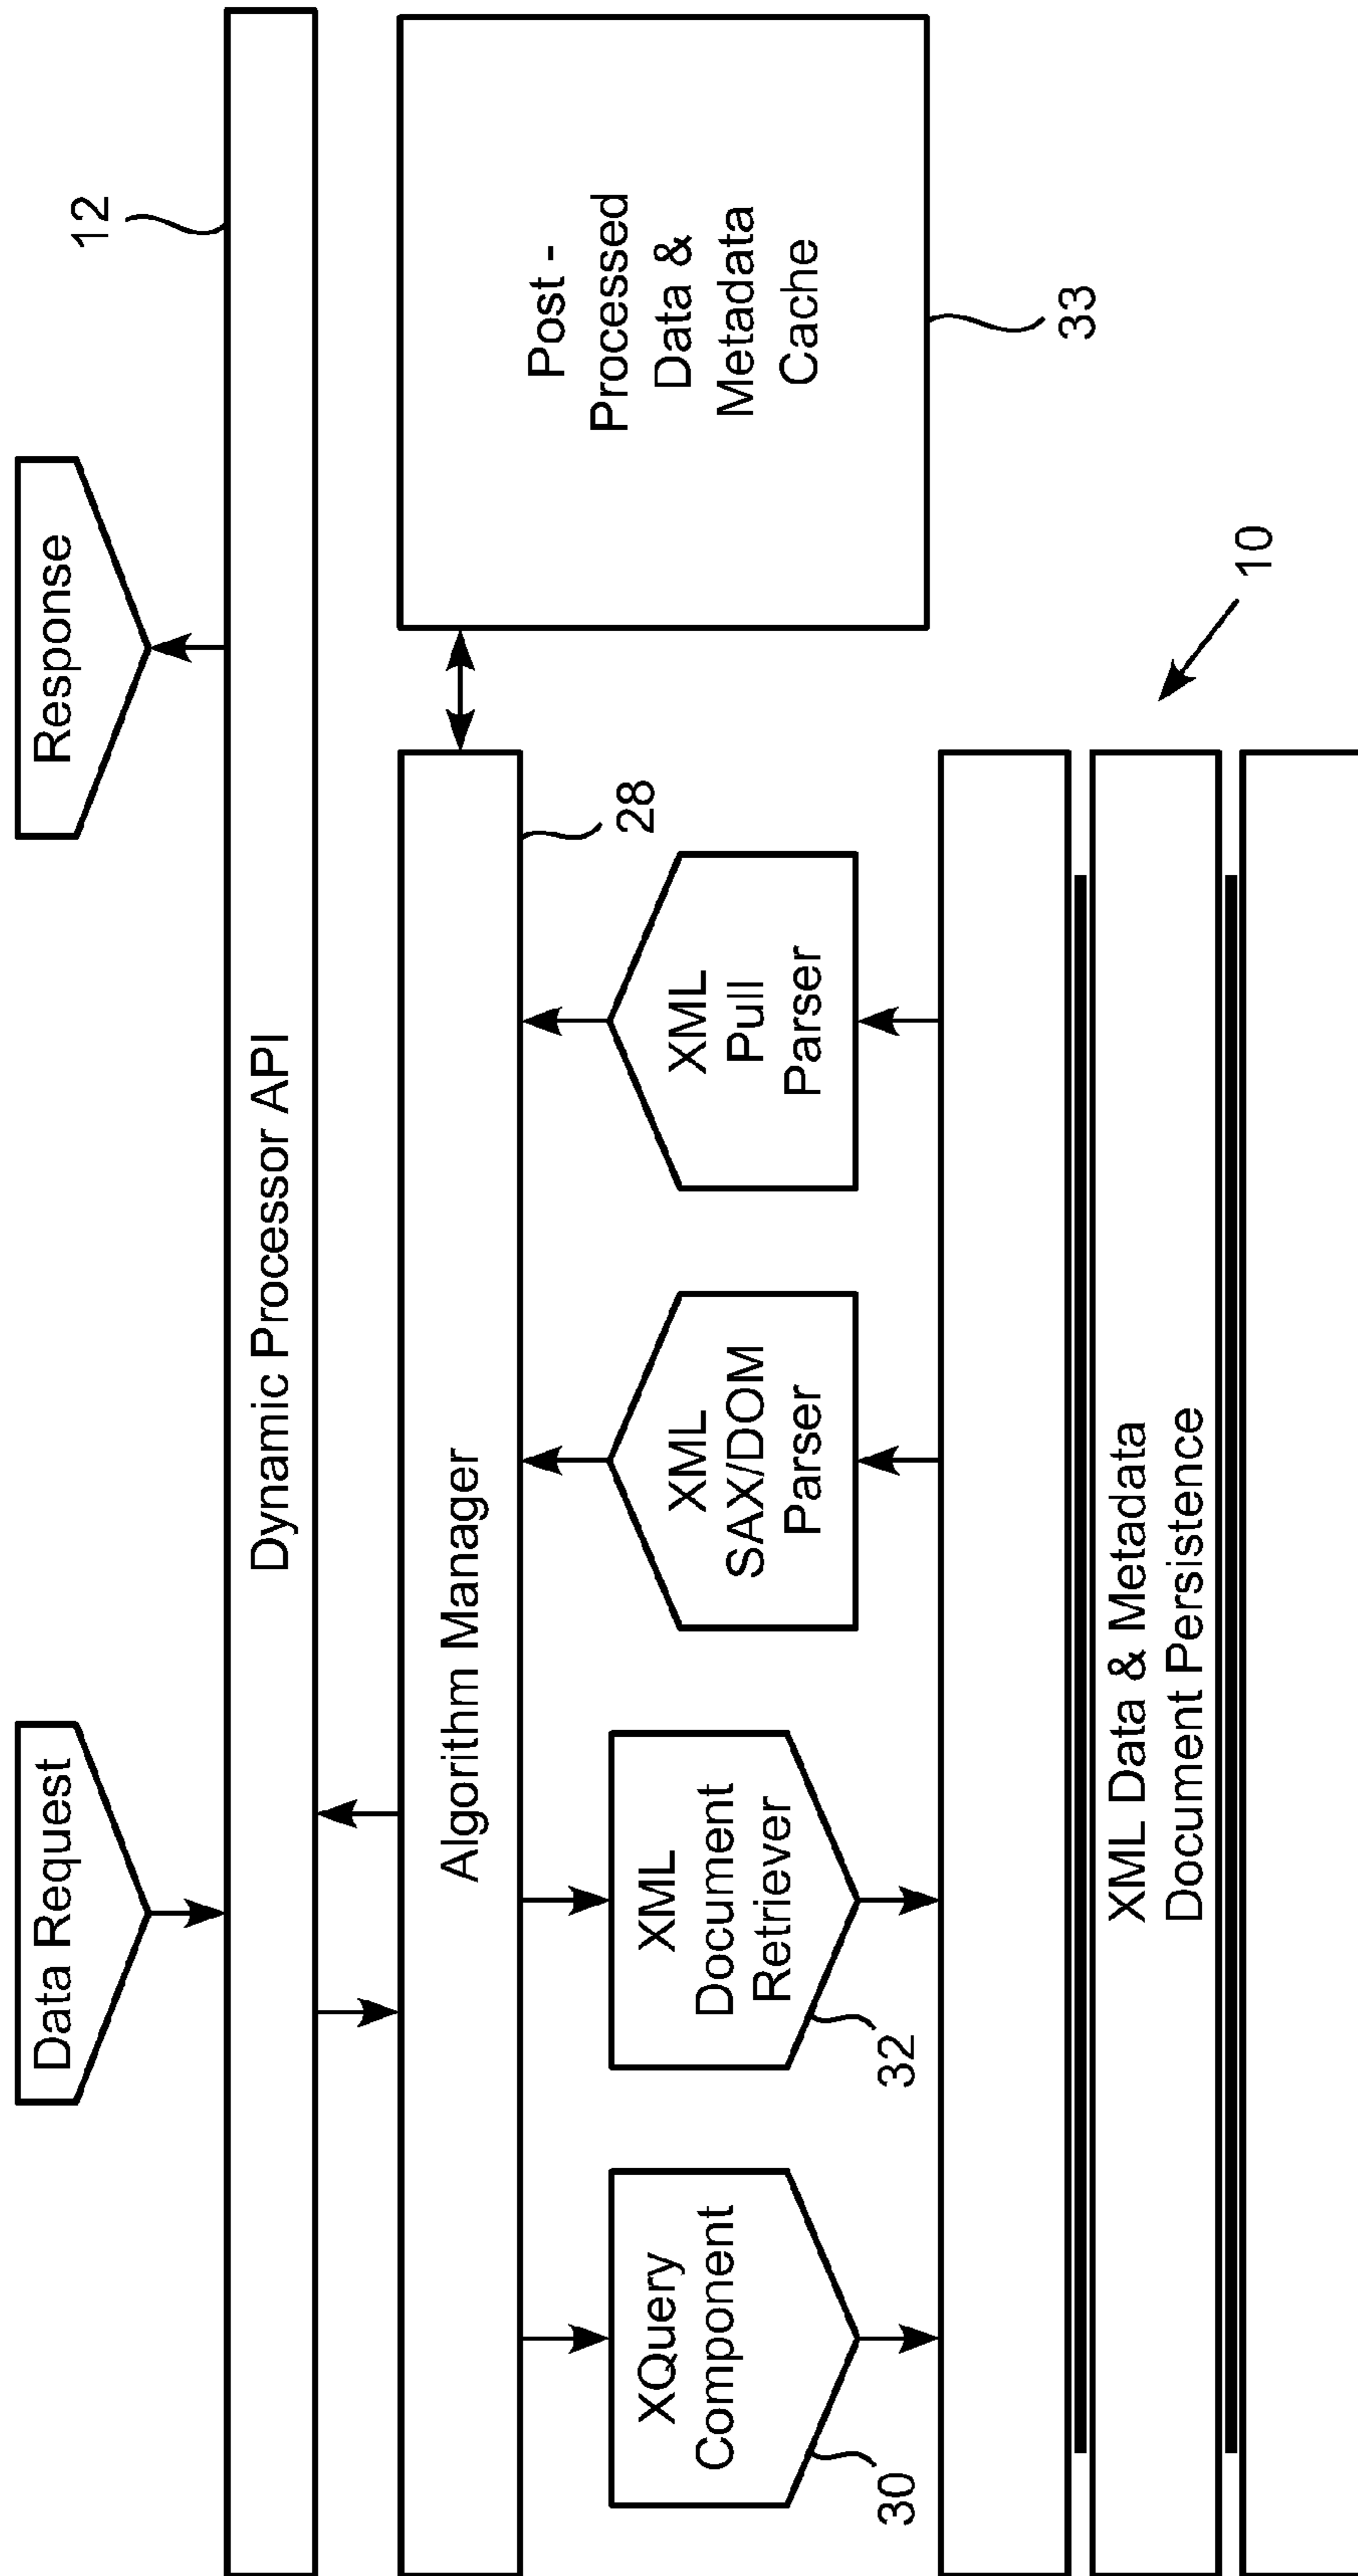 Data Request
Response
12
Dynamic Processor API
Algorithm Manager
28
Post -
Processed
Data &
Metadata
Cache
33
XQuery
Component
30
XML
Document
Retriever
32
XML
SAX/DOM
Parser
XML
Pull
Parser
10
XML Data & Metadata
Document Persistence